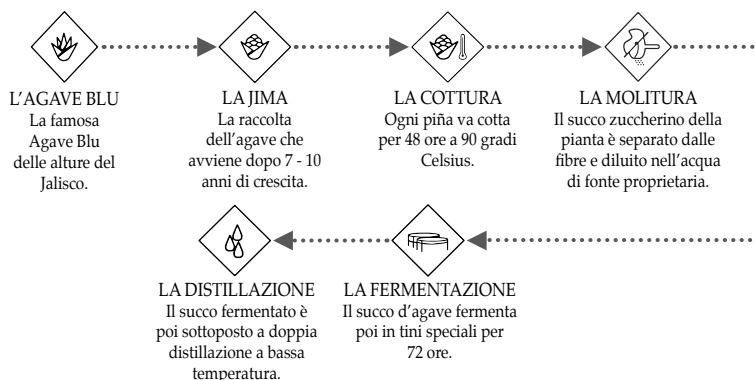 L'AGAVE BLU
La famosa
Agave Blu
delle alture del
Jalisco.
LA JIMA
La raccolta
dell'agave che
avviene dopo 7 - 10
anni di crescita.
LA COTTURA
Ogni piña va cotta
per 48 ore a 90 gradi
Celsius.
LA MOLITURA
Il succo zuccherino della
pianta è separato dalle
fibre e diluito nell'acqua
di fonte proprietaria.
LA FERMENTAZIONE
Il succo d'agave fermenta
poi in tini speciali per
72 ore.
LA DISTILLAZIONE
Il succo fermentato è
poi sottoposto a doppia
distillazione a bassa
temperatura.